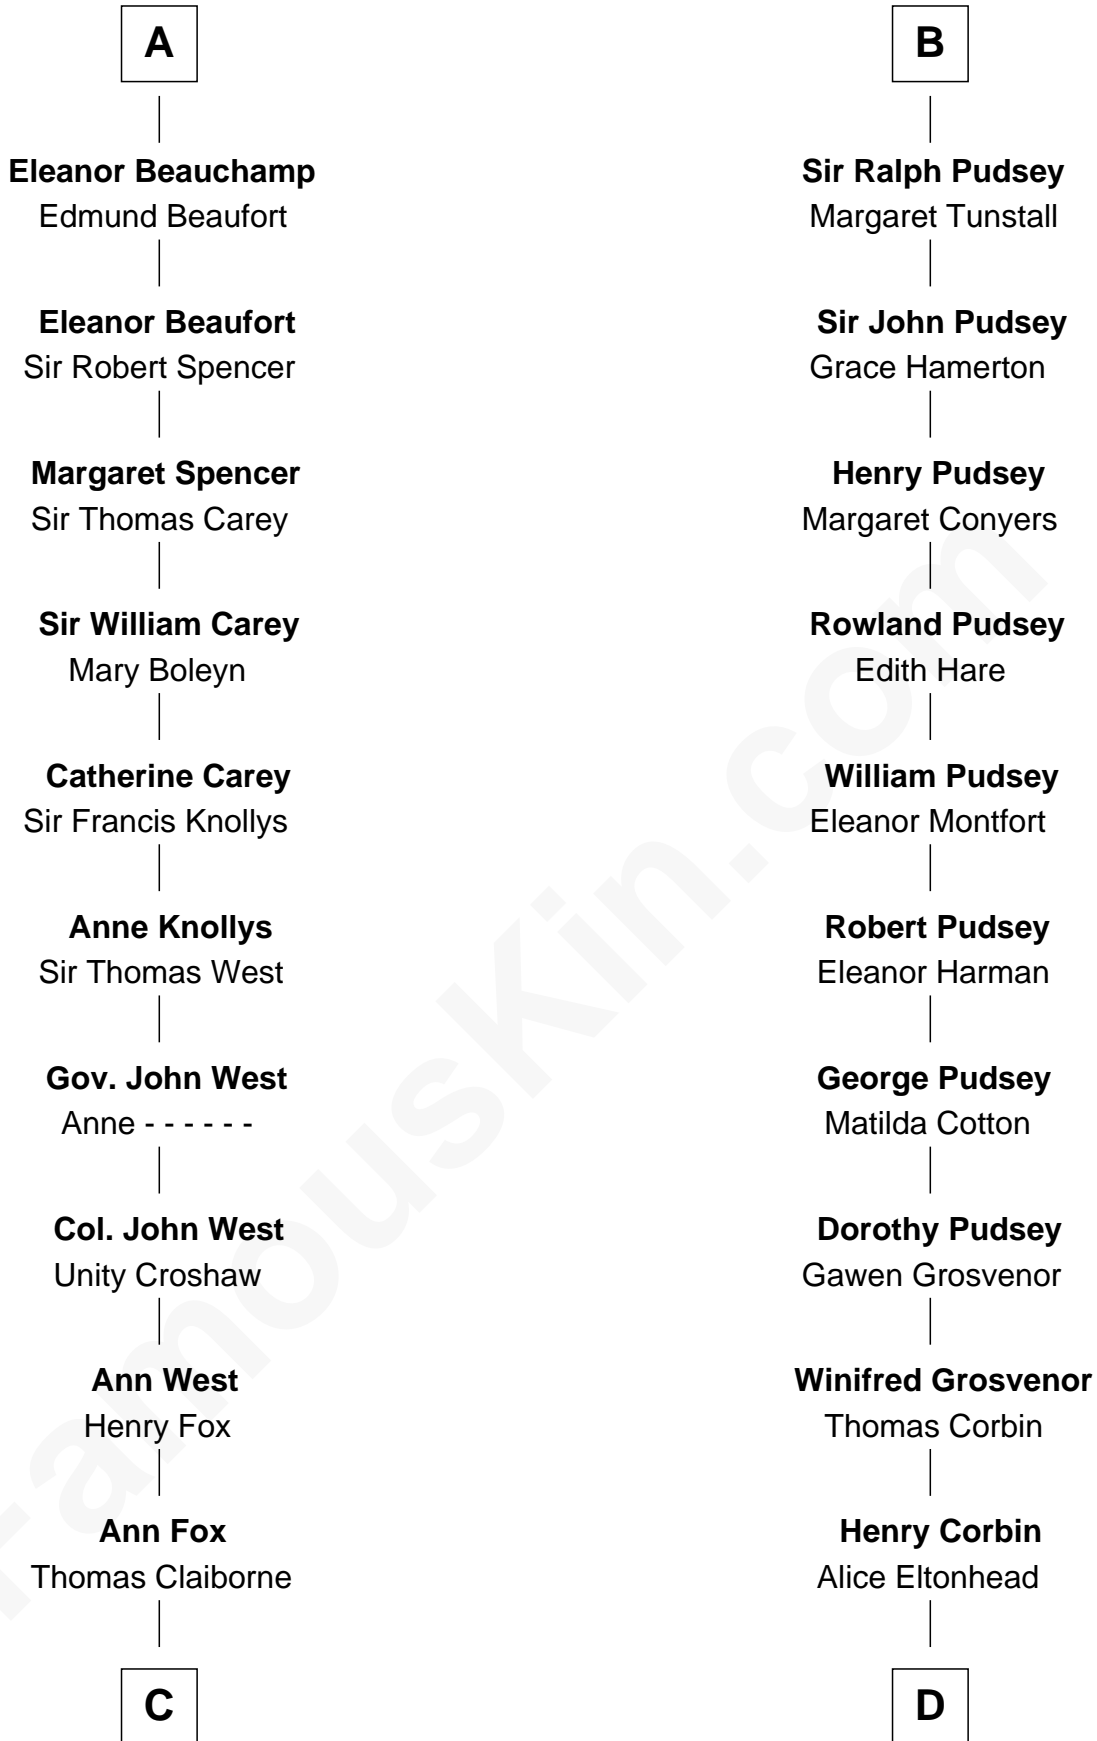 A
Eleanor Beauchamp
Edmund Beaufort
Eleanor Beaufort
Sir Robert Spencer
Margaret Spencer
Sir Thomas Carey
Sir William Carey
Mary Boleyn
Catherine Carey
Sir Francis Knollys
Anne Knollys
Sir Thomas West
Gov. John West
Anne - - - - - -
Col. John West
Unity Croshaw
Ann West
Henry Fox
Ann Fox
Thomas Claiborne
C
B
Sir Ralph Pudsey
Margaret Tunstall
Sir John Pudsey
Grace Hamerton
Henry Pudsey
Margaret Conyers
Rowland Pudsey
Edith Hare
William Pudsey
Eleanor Montfort
Robert Pudsey
Eleanor Harman
George Pudsey
Matilda Cotton
Dorothy Pudsey
Gawen Grosvenor
Winifred Grosvenor
Thomas Corbin
Henry Corbin
Alice Eltonhead
D
FamousKin.com